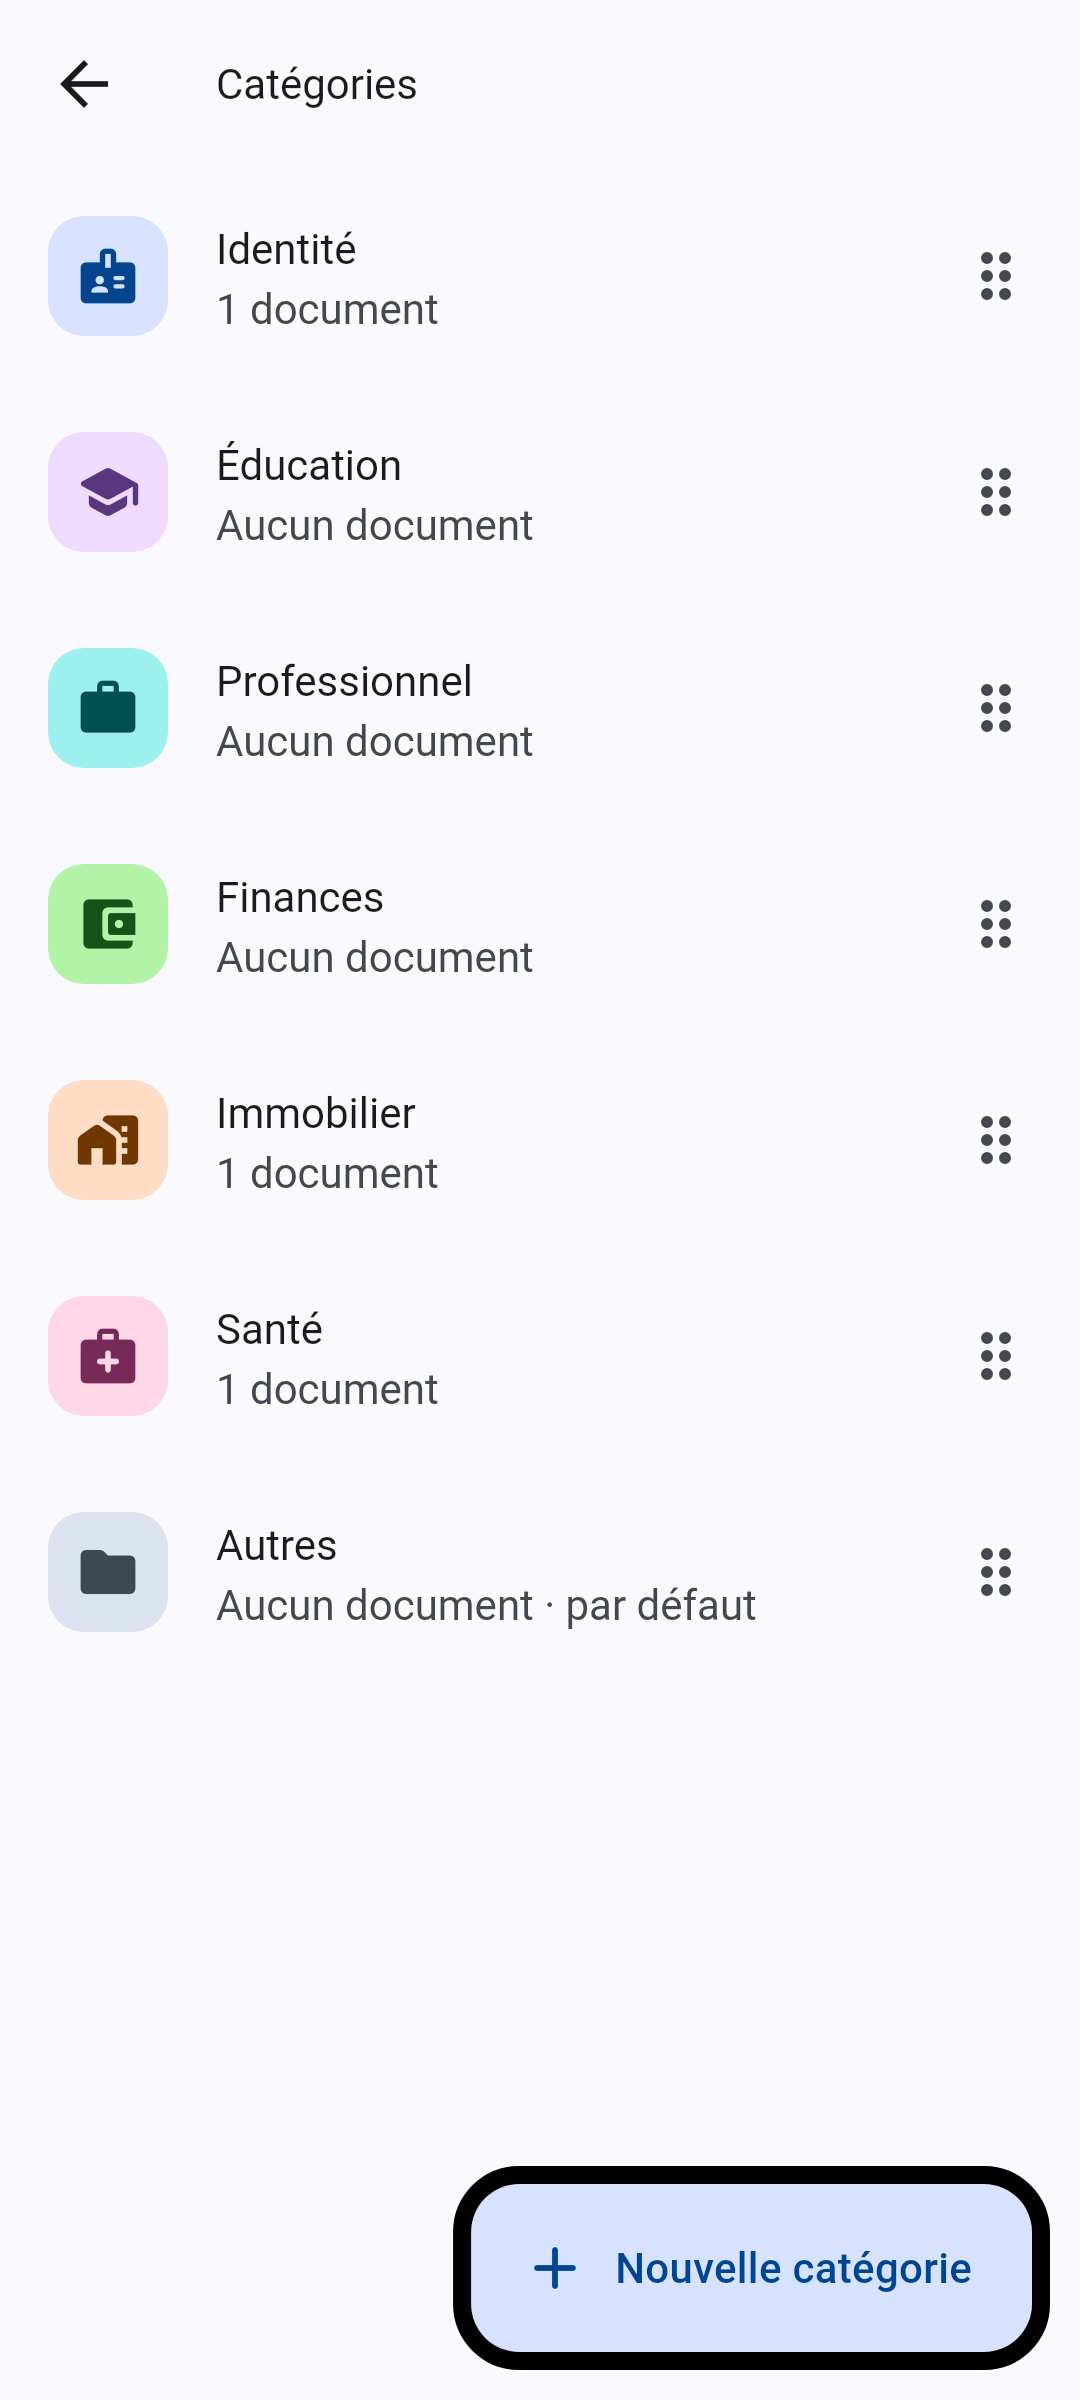 Catégories
Identité
1 document
Éducation
Aucun document
Professionnel
Aucun document
Finances
Aucun document
Immobilier
1 document
Santé
1 document
Autres
Aucun document · par défaut
Nouvelle catégorie